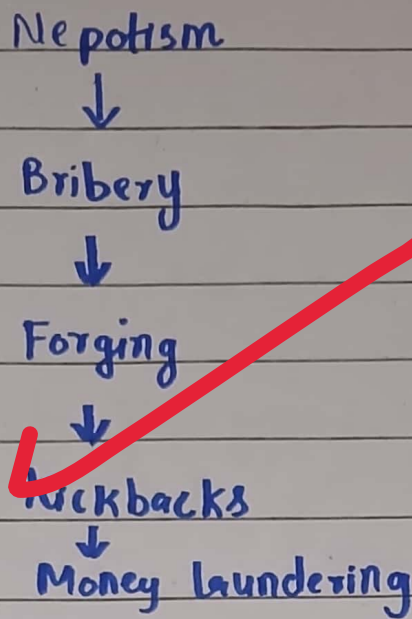 Nepotism
↓
Bribery
↓
Forging
↓
Kickbacks
↓
Money laundering